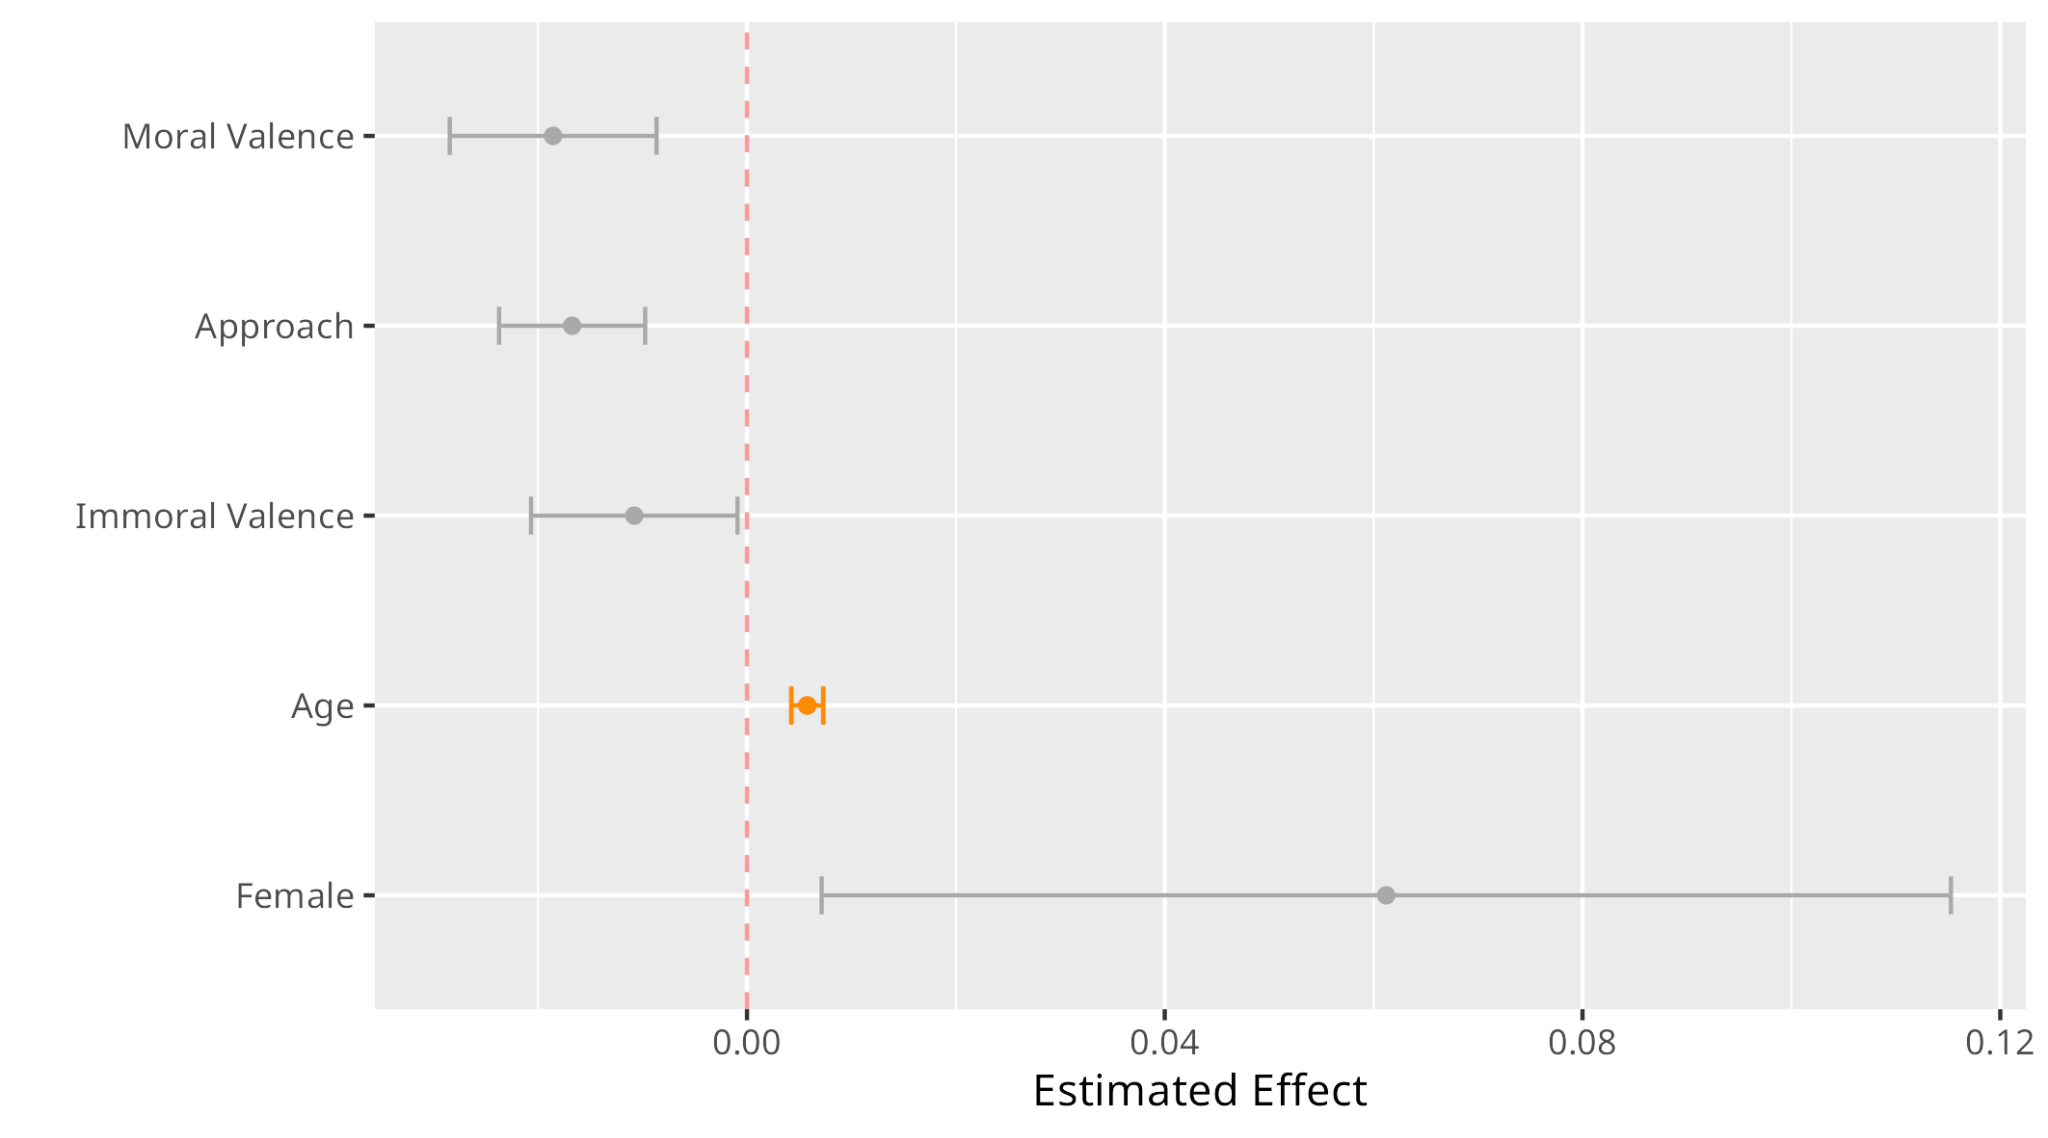 Moral Valence
Approach
Immoral Valence
Age
Female
0.00 0.04 0.08 0.12
Estimated Effect